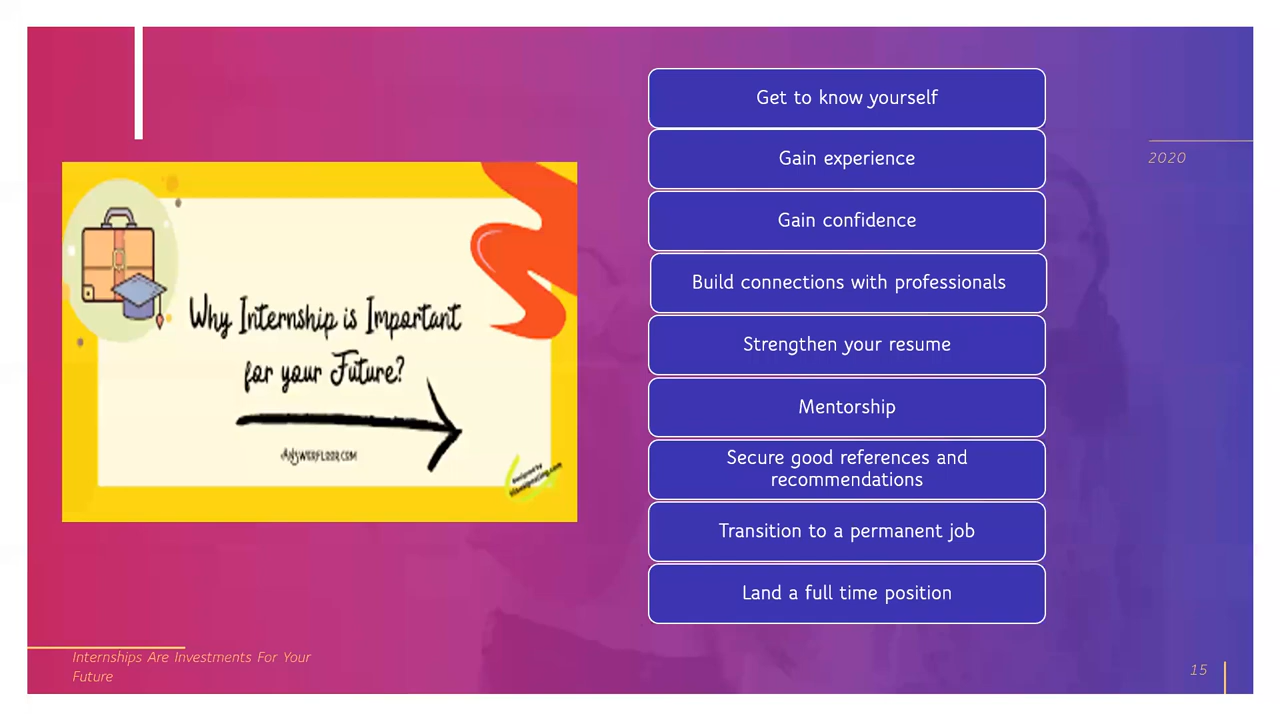 Why Internship is Important
for your Future?
ANSWERFLOOR.COM
Get to know yourself
Gain experience
Gain confidence
Build connections with professionals
Strengthen your resume
Mentorship
Secure good references and
recommendations
Transition to a permanent job
Land a full time position
2020
Internships Are Investments For Your
Future
15